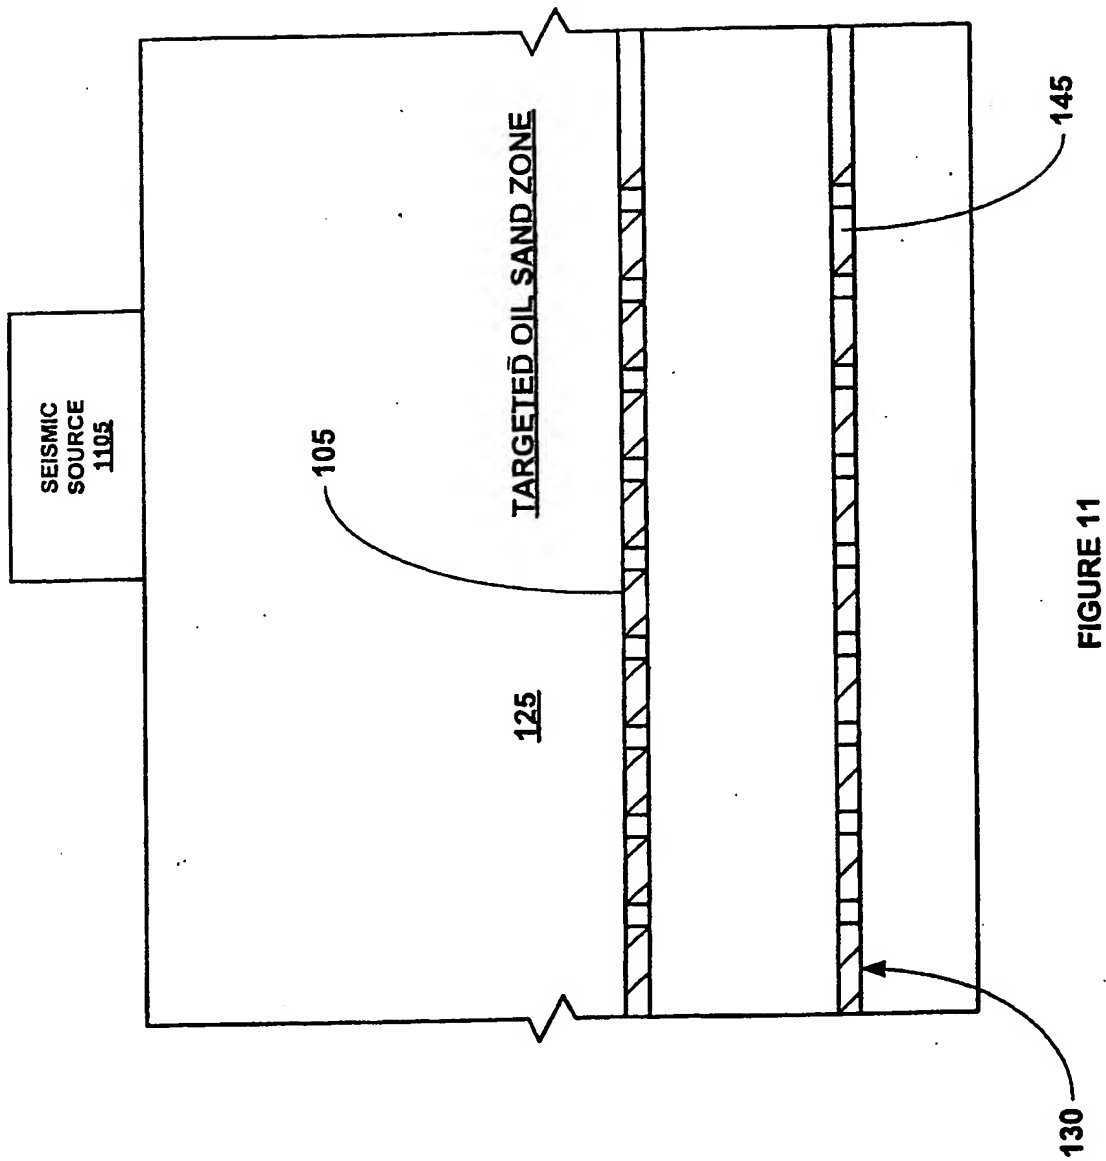 SEISMIC
SOURCE
1105
105
TARGETED OIL SAND ZONE
125
145
130
FIGURE 11